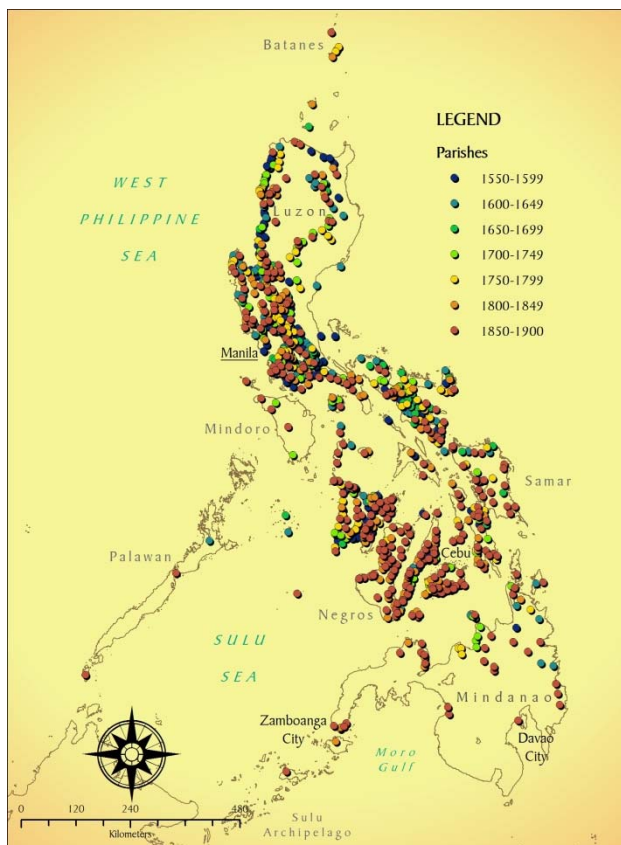 Batanes
LEGEND
Parishes
1550-1599
1600-1649
1650-1699
1700-1749
1750-1799
1800-1849
1850-1900
WEST
PHILIPPINE
SEA
Luzon
Manila
Mindoro
Samar
Palawan
Cebu
Negros
SULU
SEA
Mindanao
Zamboanga
City
Davao
City
Moro
Gulf
0 120 240 480
Kilometers
Sulu
Archipelago